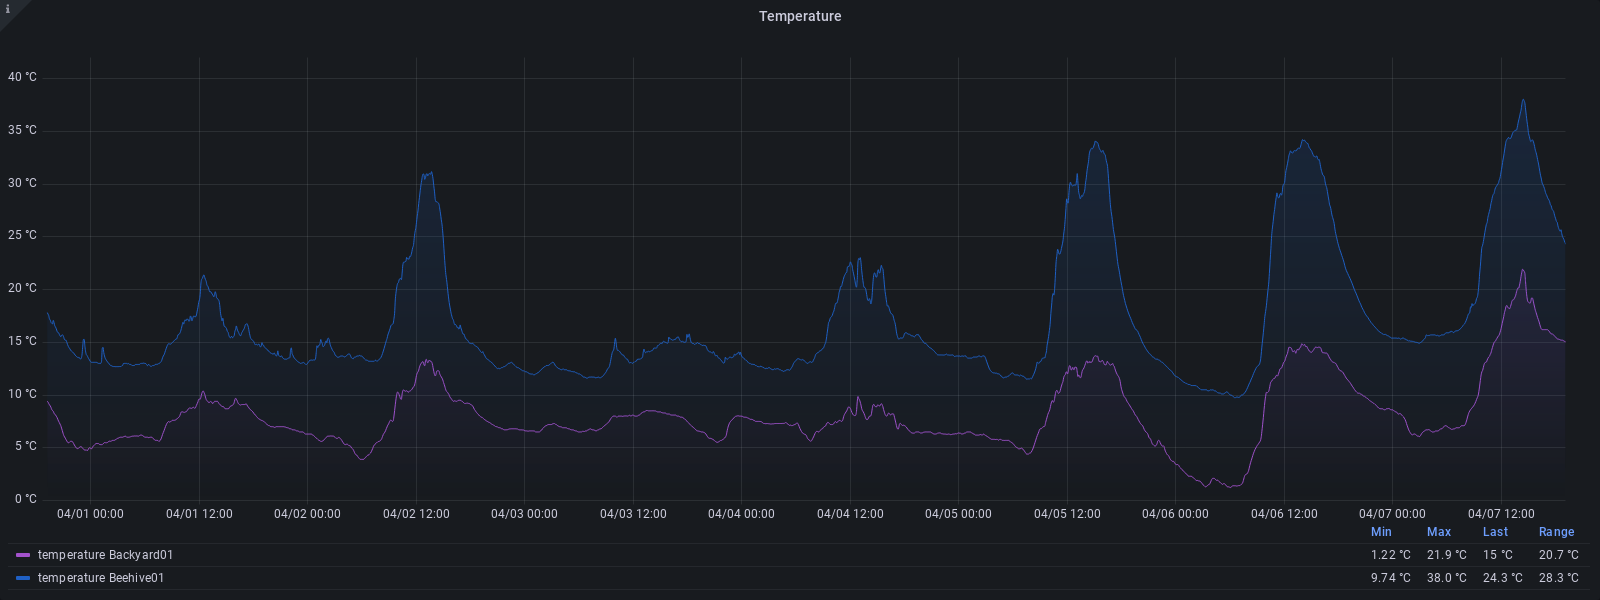 i
Temperature
40 °C
35 °C
30 °C
25 °C
20 °C
15 °C
10 °C
5 °C
0 °C
04/01 00:00 04/01 12:00 04/02 00:00 04/02 12:00 04/03 00:00 04/03 12:00 04/04 00:00 04/04 12:00 04/05 00:00 04/05 12:00 04/06 00:00 04/06 12:00 04/07 00:00 04/07 12:00
Min Max Last Range
temperature Backyard01 1.22 °C 21.9 °C 15 °C 20.7 °C
temperature Beehive01 9.74 °C 38.0 °C 24.3 °C 28.3 °C